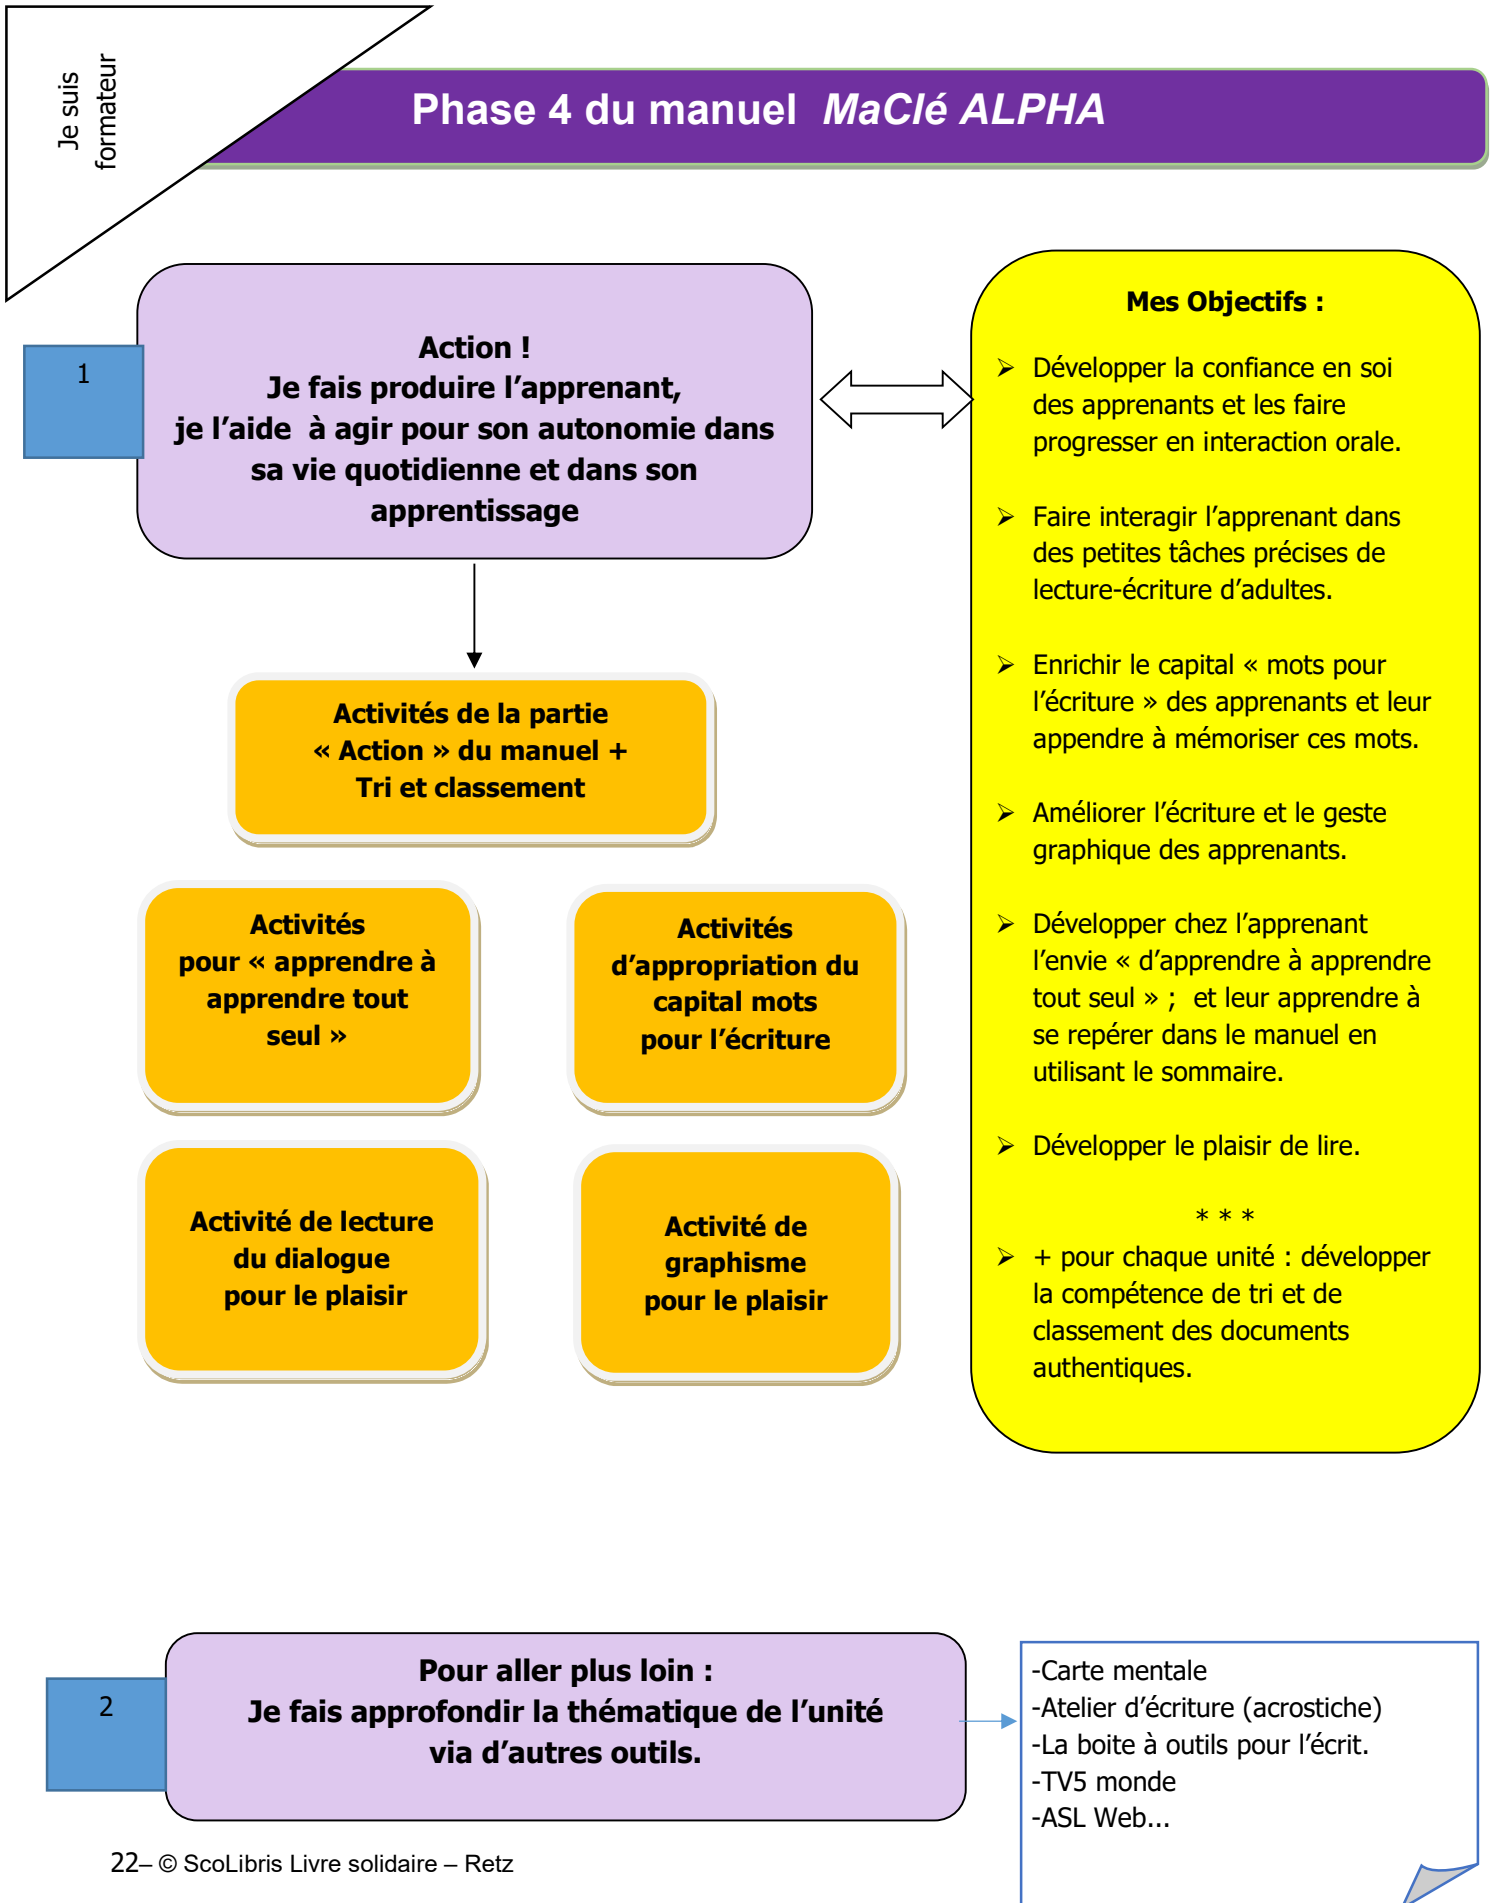 Je suis
formateur
Phase 4 du manuel MaClé ALPHA
1
Action !
Je fais produire l’apprenant,
je l’aide à agir pour son autonomie dans
sa vie quotidienne et dans son
apprentissage
Activités de la partie
« Action » du manuel +
Tri et classement
Activités
pour « apprendre à
apprendre tout
seul »
Activités
d’appropriation du
capital mots
pour l’écriture
Activité de lecture
du dialogue
pour le plaisir
Activité de
graphisme
pour le plaisir
Mes Objectifs :
➢ Développer la confiance en soi
des apprenants et les faire
progresser en interaction orale.
➢ Faire interagir l’apprenant dans
des petites tâches précises de
lecture-écriture d’adultes.
➢ Enrichir le capital « mots pour
l’écriture » des apprenants et leur
appendre à mémoriser ces mots.
➢ Améliorer l’écriture et le geste
graphique des apprenants.
➢ Développer chez l’apprenant
l’envie « d’apprendre à apprendre
tout seul » ; et leur apprendre à
se repérer dans le manuel en
utilisant le sommaire.
➢ Développer le plaisir de lire.
* * *
➢ + pour chaque unité : développer
la compétence de tri et de
classement des documents
authentiques.
2
Pour aller plus loin :
Je fais approfondir la thématique de l’unité
via d’autres outils.
-Carte mentale
-Atelier d’écriture (acrostiche)
-La boite à outils pour l’écrit.
-TV5 monde
-ASL Web...
22– © ScoLibris Livre solidaire – Retz